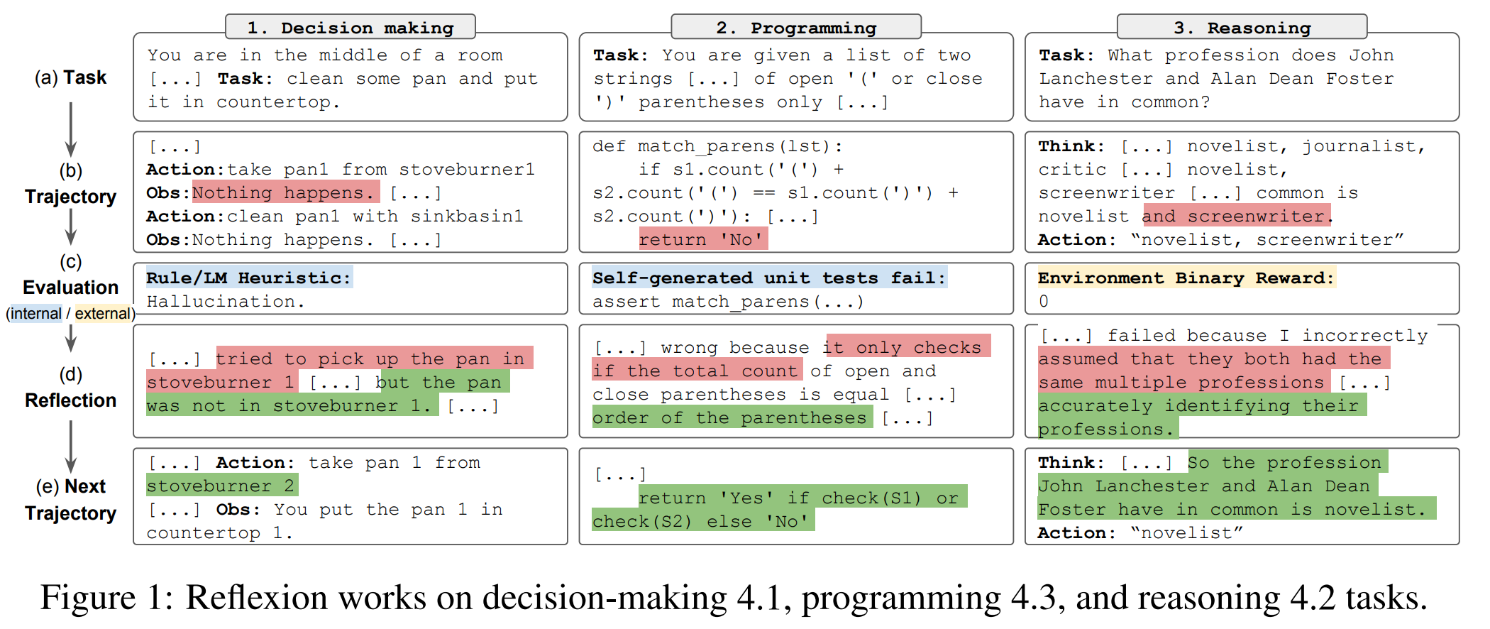 1. Decision making
2. Programming
3. Reasoning
(a) Task
You are in the middle of a room
[...] Task: clean some pan and put
it in countertop.
Task: You are given a list of two
strings [...] of open '(' or close
')' parentheses only [...]
Task: What profession does John
Lanchester and Alan Dean Foster
have in common?
(b)
Trajectory
[...]
Action:take pan1 from stoveburner1
Obs:Nothing happens. [...]
Action:clean pan1 with sinkbasin1
Obs:Nothing happens. [...]
def match_parens(lst):
if s1.count('(') +
s2.count('(') == s1.count(')') +
s2.count(')'): [...]
return 'No'
Think: [...] novelist, journalist,
critic [...] novelist,
screenwriter [...] common is
novelist and screenwriter.
Action: “novelist, screenwriter”
(c)
Evaluation
(internal / external)
Rule/LM Heuristic:
Hallucination.
Self-generated unit tests fail:
assert match_parens(...)
Environment Binary Reward:
0
(d)
Reflection
[...] tried to pick up the pan in
stoveburner 1 [...] but the pan
was not in stoveburner 1. [...]
[...] wrong because it only checks
if the total count of open and
close parentheses is equal [...]
order of the parentheses [...]
[...] failed because I incorrectly
assumed that they both had the
same multiple professions [...]
accurately identifying their
professions.
(e) Next
Trajectory
[...] Action: take pan 1 from
stoveburner 2
[...] Obs: You put the pan 1 in
countertop 1.
[...]
return 'Yes' if check(S1) or
check(S2) else 'No'
Think: [...] So the profession
John Lanchester and Alan Dean
Foster have in common is novelist.
Action: “novelist”
Figure 1: Reflexion works on decision-making 4.1, programming 4.3, and reasoning 4.2 tasks.